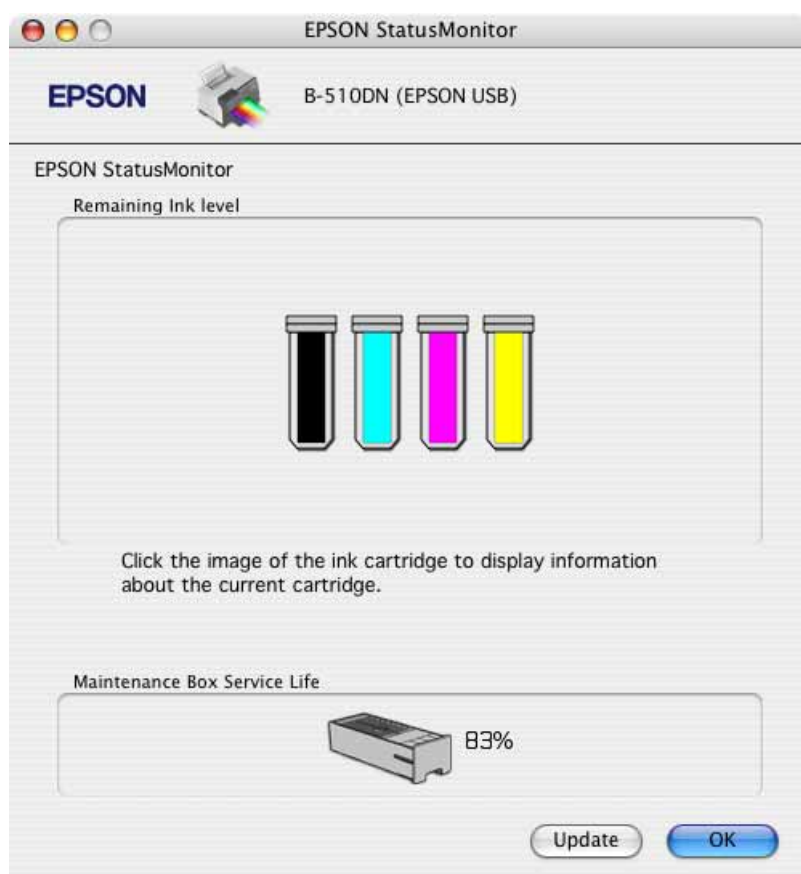 EPSON StatusMonitor
EPSON
B-510DN (EPSON USB)
EPSON StatusMonitor
Remaining Ink level
Click the image of the ink cartridge to display information
about the current cartridge.
Maintenance Box Service Life
83%
Update
OK